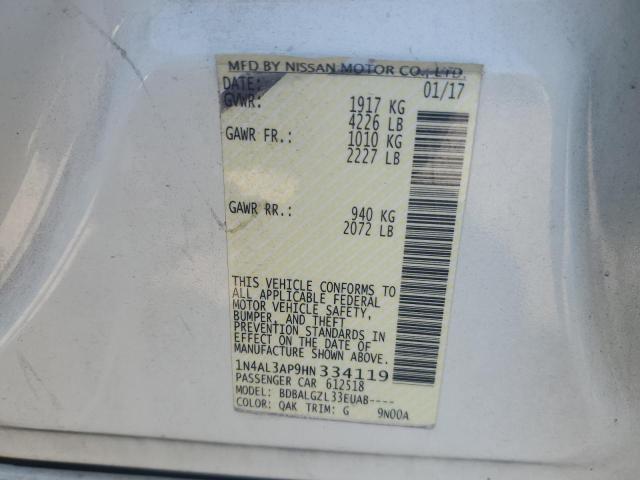 MFD BY NISSAN MOTOR CO., LTD.
DATE: 01/17
GVWR: 1917 KG
4226 LB
GAWR FR.: 1010 KG
2227 LB
GAWR RR.: 940 KG
2072 LB
THIS VEHICLE CONFORMS TO
ALL APPLICABLE FEDERAL
MOTOR VEHICLE SAFETY,
BUMPER, AND THEFT
PREVENTION STANDARDS IN
EFFECT ON THE DATE OF
MANUFACTURE SHOWN ABOVE.
1N4AL3AP9HN 334119
PASSENGER CAR 612518
MODEL: BDBALGZL33EUAB----
COLOR: QAK TRIM: G 9N00A